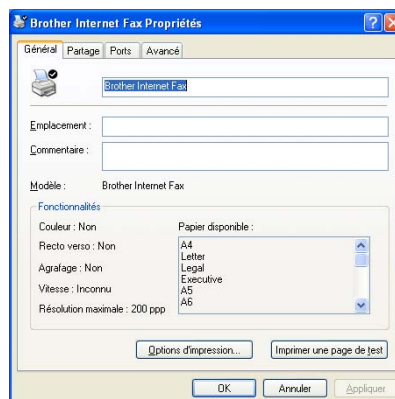 Brother Internet Fax Propriétés
Général Partage Ports Avancé
Brother Internet Fax
Emplacement :
Commentaire :
Modèle : Brother Internet Fax
Fonctionnalités
Couleur : Non
Papier disponible :
Recto verso : Non
Agrafage : Non
Vitesse : Inconnu
Résolution maximale : 200 ppp
A4
Letter
Legal
Executive
A5
A6
Options d'impression... Imprimer une page de test
OK Annuler Appliquer